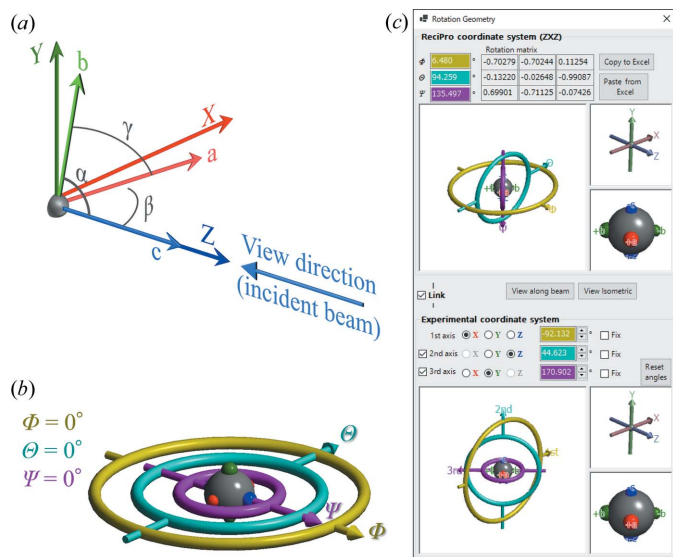 (a)
Y
b
X
γ
a
α
β
Z
c
View direction
(incident beam)
(b)
Φ = 0°
Θ = 0°
Ψ = 0°
Θ
Ψ
Φ
(c)
Rotation Geometry
ReciPro coordinate system (ZXZ)
Rotation matrix
Φ 6.480 ° -0.70279 -0.70244 0.11254 Copy to Excel
Θ 94.259 ° -0.13220 -0.02648 -0.99087 Paste from
Excel
Ψ 135.497 ° 0.69901 -0.71125 -0.07426
Y
X
Z
Link
View along beam View Isometric
Experimental coordinate system
1st axis X Y Z -92.132 ° Fix
2nd axis X Y Z 44.623 ° Fix
3rd axis X Y Z 170.902 ° Fix
Reset
angles
2nd
3rd
Y
X
Z